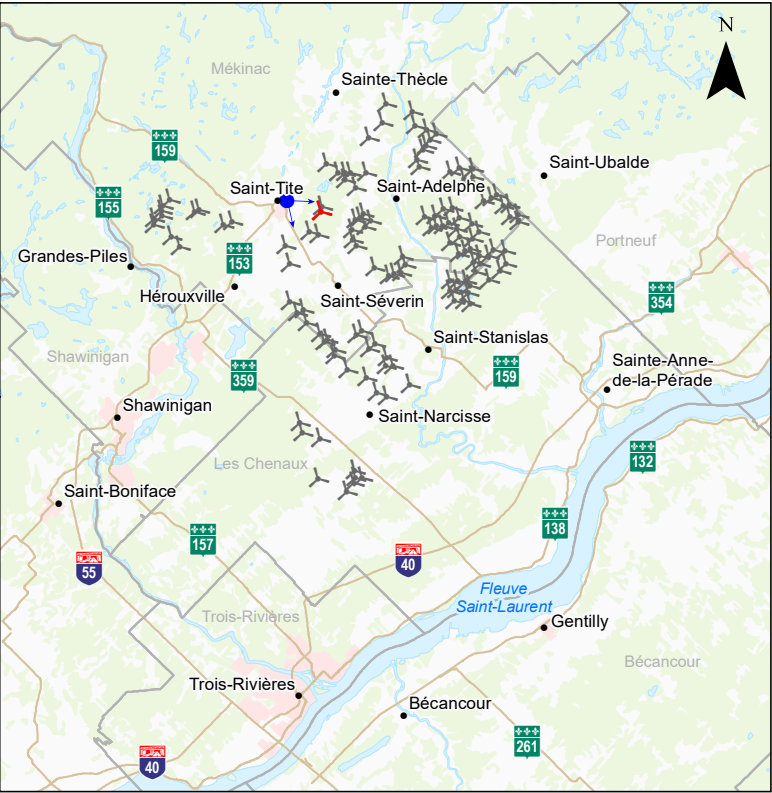 N
Mékinac
Sainte-Thècle
159
Saint-Ubalde
Saint-Tite
Saint-Adelphe
155
Portneuf
Grandes-Piles
153
Hérouxville
Saint-Séverin
354
Saint-Stanislas
Shawinigan
Sainte-Anne-
de-la-Pérade
359
159
Shawinigan
Saint-Narcisse
132
Les Chenaux
Saint-Boniface
138
157
40
55
Fleuve
Saint-Laurent
Trois-Rivières
Gentilly
Bécancour
Trois-Rivières
Bécancour
261
40